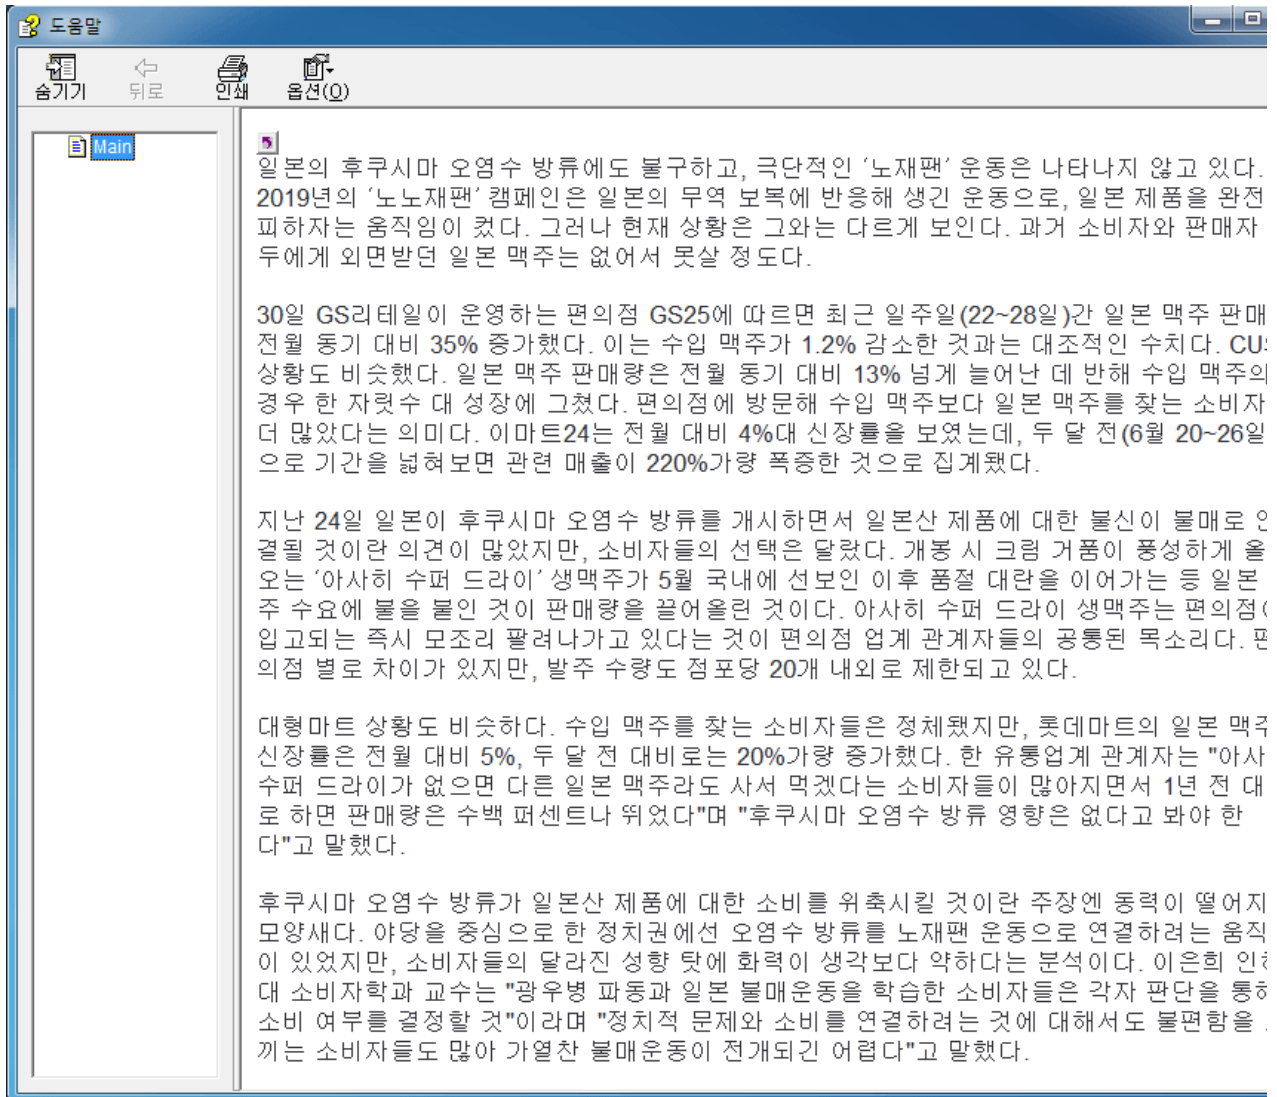 도움말
숨기기
뒤로
인쇄
옵션(O)
Main
일본의 후쿠시마 오염수 방류에도 불구하고, 극단적인 ‘노재팬’ 운동은 나타나지 않고 있다.
2019년의 ‘노노재팬’ 캠페인은 일본의 무역 보복에 반응해 생긴 운동으로, 일본 제품을 완전
피하자는 움직임이 컸다. 그러나 현재 상황은 그와는 다르게 보인다. 과거 소비자와 판매자
두에게 외면받던 일본 맥주는 없어서 못살 정도다.
30일 GS리테일이 운영하는 편의점 GS25에 따르면 최근 일주일(22~28일)간 일본 맥주 판매
전월 동기 대비 35% 증가했다. 이는 수입 맥주가 1.2% 감소한 것과는 대조적인 수치다. CU
상황도 비슷했다. 일본 맥주 판매량은 전월 동기 대비 13% 넘게 늘어난 데 반해 수입 맥주의
경우 한 자릿수 대 성장에 그쳤다. 편의점에 방문해 수입 맥주보다 일본 맥주를 찾는 소비자
더 많았다는 의미다. 이마트24는 전월 대비 4%대 신장률을 보였는데, 두 달 전(6월 20~26일
으로 기간을 넓혀보면 관련 매출이 220%가량 폭증한 것으로 집계됐다.
지난 24일 일본이 후쿠시마 오염수 방류를 개시하면서 일본산 제품에 대한 불신이 불매로
결될 것이란 의견이 많았지만, 소비자들의 선택은 달랐다. 개봉 시 크림 거품이 풍성하게 올
오는 ‘아사히 수퍼 드라이’ 생맥주가 5월 국내에 선보인 이후 품절 대란을 이어가는 등 일본
주 수요에 불을 붙인 것이 판매량을 끌어올린 것이다. 아사히 수퍼 드라이 생맥주는 편의점
입고되는 즉시 모조리 팔려나가고 있다는 것이 편의점 업계 관계자들의 공통된 목소리다.
의점 별로 차이가 있지만, 발주 수량도 점포당 20개 내외로 제한되고 있다.
대형마트 상황도 비슷하다. 수입 맥주를 찾는 소비자들은 정체됐지만, 롯데마트의 일본 맥주
신장률은 전월 대비 5%, 두 달 전 대비로는 20%가량 증가했다. 한 유통업계 관계자는 "아사
수퍼 드라이가 없으면 다른 일본 맥주라도 사서 먹겠다는 소비자들이 많아지면서 1년 전 대
로 하면 판매량은 수백 퍼센트나 뛰었다"며 "후쿠시마 오염수 방류 영향은 없다고 봐야 한
다"고 말했다.
후쿠시마 오염수 방류가 일본산 제품에 대한 소비를 위축시킬 것이란 주장엔 동력이 떨어지
모양새다. 야당을 중심으로 한 정치권에선 오염수 방류를 노재팬 운동으로 연결하려는 움직
이 있었지만, 소비자들의 달라진 성향 탓에 화력이 생각보다 약하다는 분석이다. 이은희 인하
대 소비자학과 교수는 "광우병 파동과 일본 불매운동을 학습한 소비자들은 각자 판단을 통해
소비 여부를 결정할 것"이라며 "정치적 문제와 소비를 연결하려는 것에 대해서도 불편함을
끼는 소비자들도 많아 가열찬 불매운동이 전개되긴 어렵다"고 말했다.